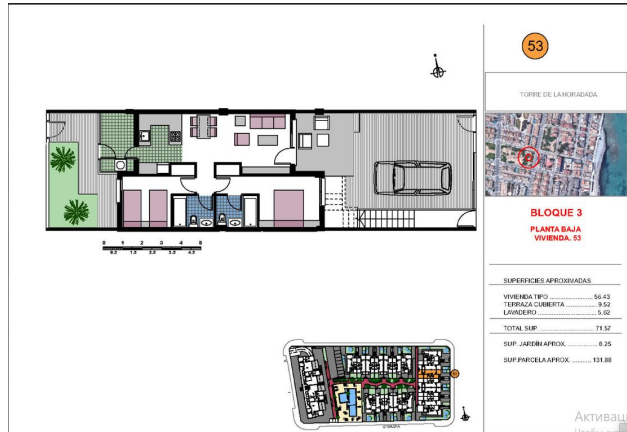 53
TORRE DE LA HORADADA
BLOQUE 3
PLANTA BAJA
VIVIENDA. 53
SUPERFICIES APROXIMADAS
VIVIENDA TIPO .................. 56.43
TERRAZA CUBIERTA ........... 9.52
LAVADERO ...................... 5.62
TOTAL SUP. ..................... 71.57
SUP. JARDÍN APROX. ........... 8.25
SUP.PARCELA APROX. ......... 131.88
0 1 2 3 4 5
0.5 1.5 2.5 3.5 4.5
Активац